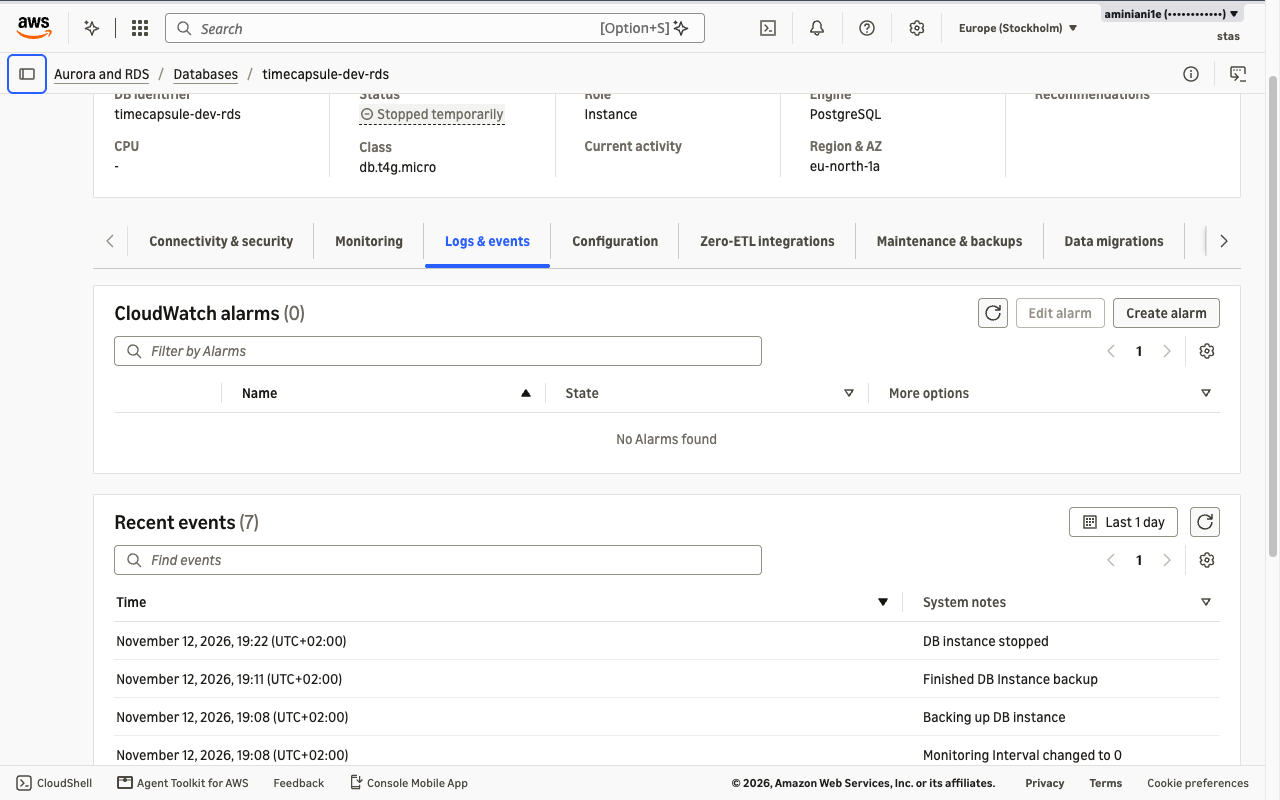 aws
Search
[Option+S]
Europe (Stockholm)
aminiani1e (••••••••••••)
stas
Aurora and RDS / Databases / timecapsule-dev-rds
DB identifier
timecapsule-dev-rds
CPU
-
Status
Stopped temporarily
Class
db.t4g.micro
Role
Instance
Current activity
Engine
PostgreSQL
Region & AZ
eu-north-1a
Recommendations
Connectivity & security
Monitoring
Logs & events
Configuration
Zero-ETL integrations
Maintenance & backups
Data migrations
CloudWatch alarms (0)
Edit alarm
Create alarm
Filter by Alarms
1
Name
State
More options
No Alarms found
Recent events (7)
Last 1 day
Find events
1
Time
System notes
November 12, 2026, 19:22 (UTC+02:00)
DB instance stopped
November 12, 2026, 19:11 (UTC+02:00)
Finished DB Instance backup
November 12, 2026, 19:08 (UTC+02:00)
Backing up DB instance
November 12, 2026, 19:08 (UTC+02:00)
Monitoring Interval changed to 0
CloudShell
Agent Toolkit for AWS
Feedback
Console Mobile App
© 2026, Amazon Web Services, Inc. or its affiliates.
Privacy
Terms
Cookie preferences